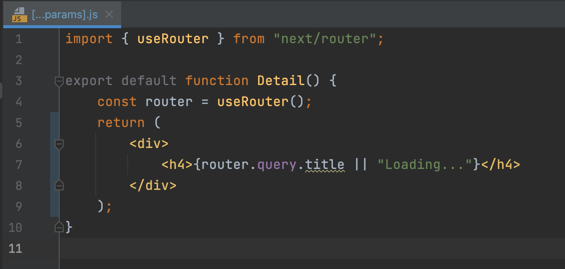 [...params].js
1 import { useRouter } from "next/router";
2
3 export default function Detail() {
4     const router = useRouter();
5     return (
6         <div>
7             <h4>{router.query.title || "Loading..."}</h4>
8         </div>
9     );
10 }
11